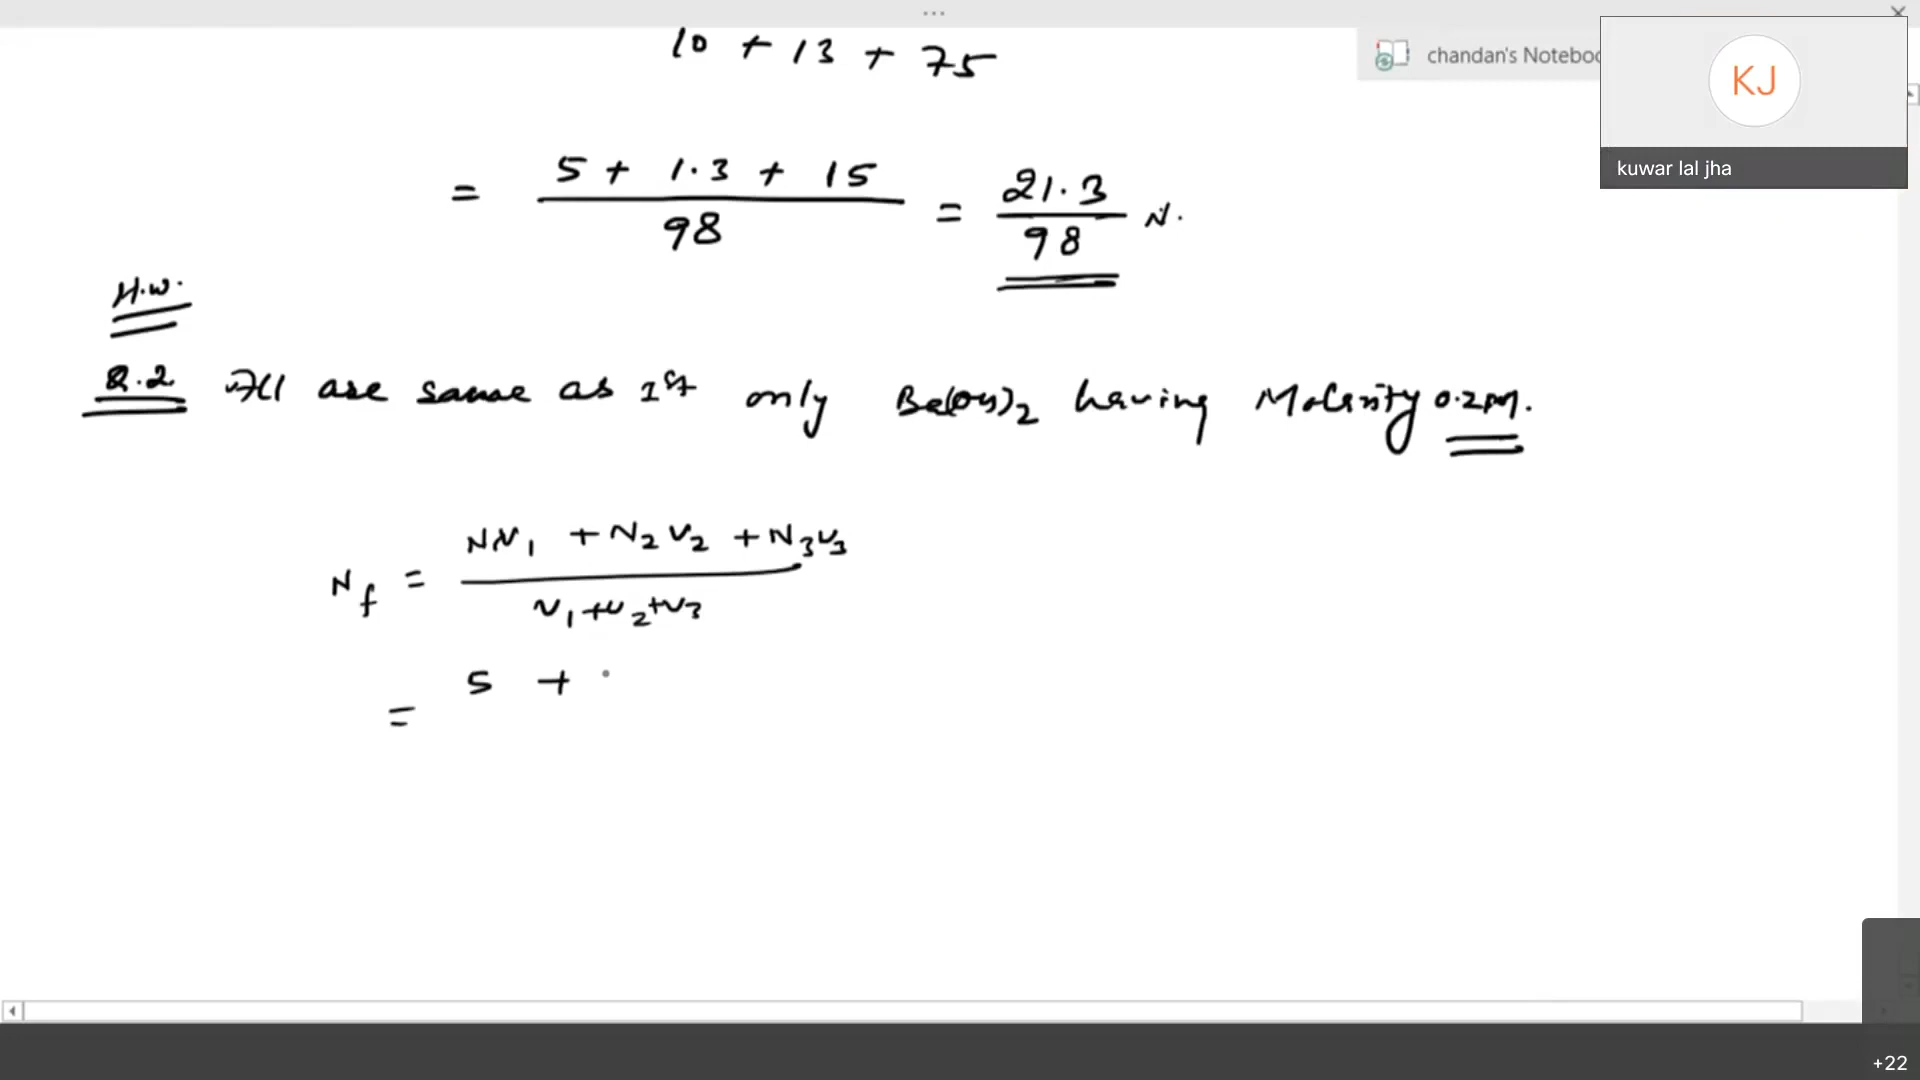 ...
10 + 13 + 75
chandan's Noteboo
KJ
kuwar lal jha
= 5 + 1.3 + 15 / 98 = 21.3 / 98 N.
H.W.
Q.2 All are same as 1st only Be(OH)2 having Molarity 0.2M.
Nf = N1V1 + N2V2 + N3V3 / V1+V2+V3
= 5 +
+22